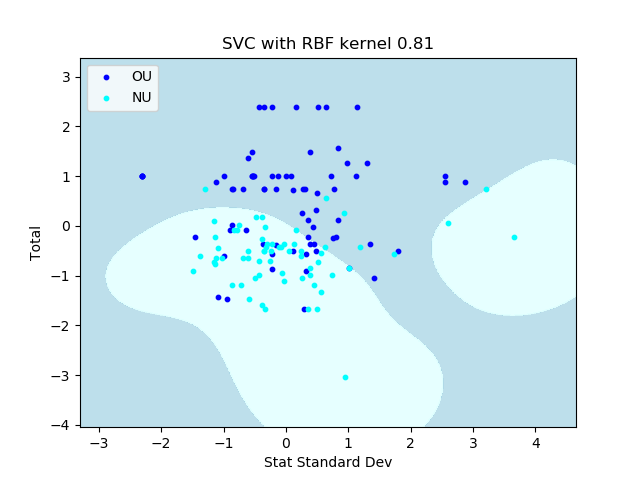 SVC with RBF kernel 0.81
OU
NU
Total
3
2
1
0
−1
−2
−3
−4
−3 −2 −1 0 1 2 3 4
Stat Standard Dev